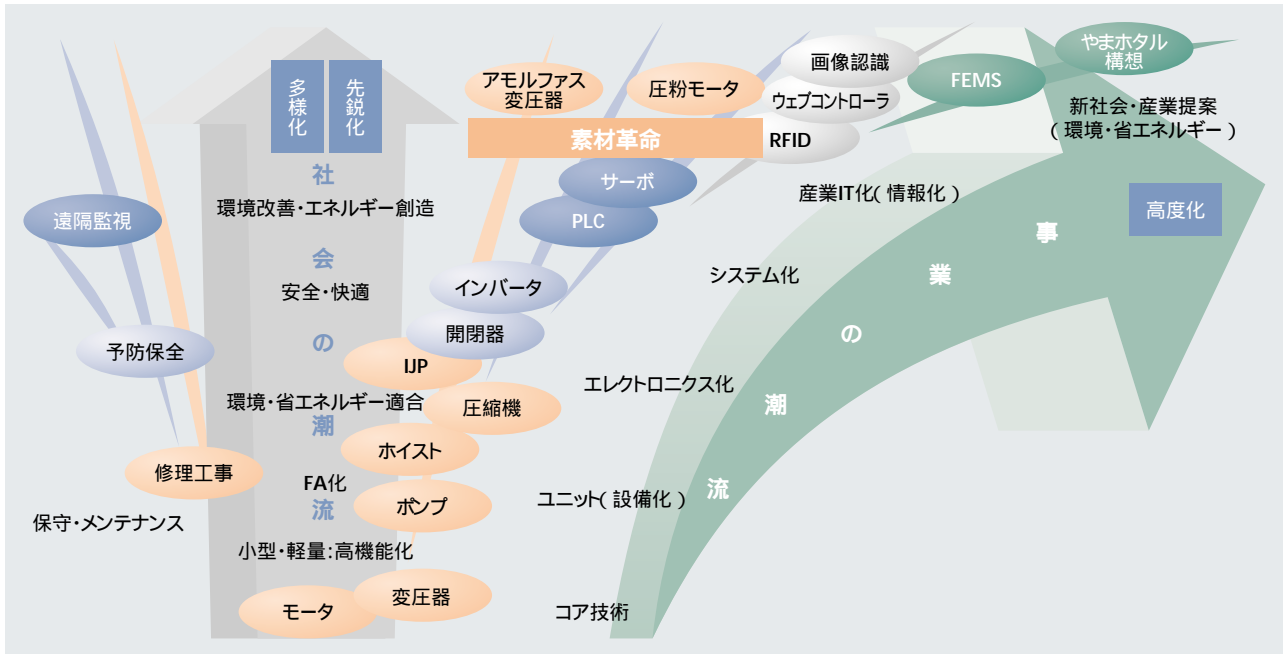 多様化
先鋭化
社会の潮流
環境改善・エネルギー創造
安全・快適
環境・省エネルギー適合
FA化
小型・軽量:高機能化
遠隔監視
予防保全
修理工事
保守・メンテナンス
モータ
変圧器
ポンプ
ホイスト
圧縮機
IJP
開閉器
インバータ
PLC
サーボ
素材革命
アモルファス
変圧器
圧粉モータ
画像認識
ウェブコントローラ
RFID
FEMS
やまホタル
構想
新社会・産業提案
(環境・省エネルギー)
産業IT化(情報化)
システム化
エレクトロニクス化
ユニット(設備化)
コア技術
事業の潮流
高度化